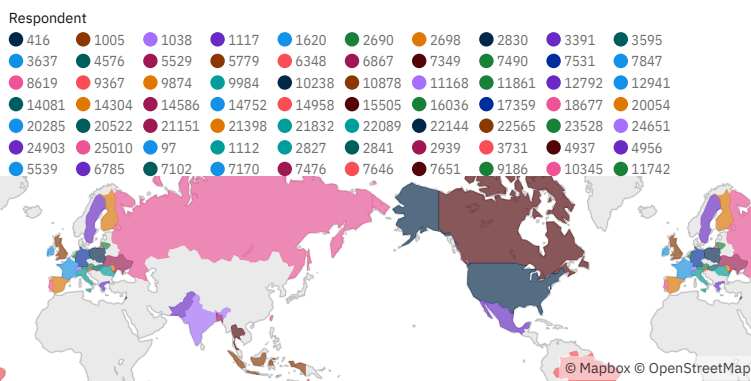 Respondent
416 1005 1038 1117 1620 2690 2698 2830 3391 3595
3637 4576 5529 5779 6348 6867 7349 7490 7531 7847
8619 9367 9874 9984 10238 10878 11168 11861 12792 12941
14081 14304 14586 14752 14958 15505 16036 17359 18677 20054
20285 20522 21151 21398 21832 22089 22144 22565 23528 24651
24903 25010 97 1112 2827 2841 2939 3731 4937 4956
5539 6785 7102 7170 7476 7646 7651 9186 10345 11742
© Mapbox © OpenStreetMap